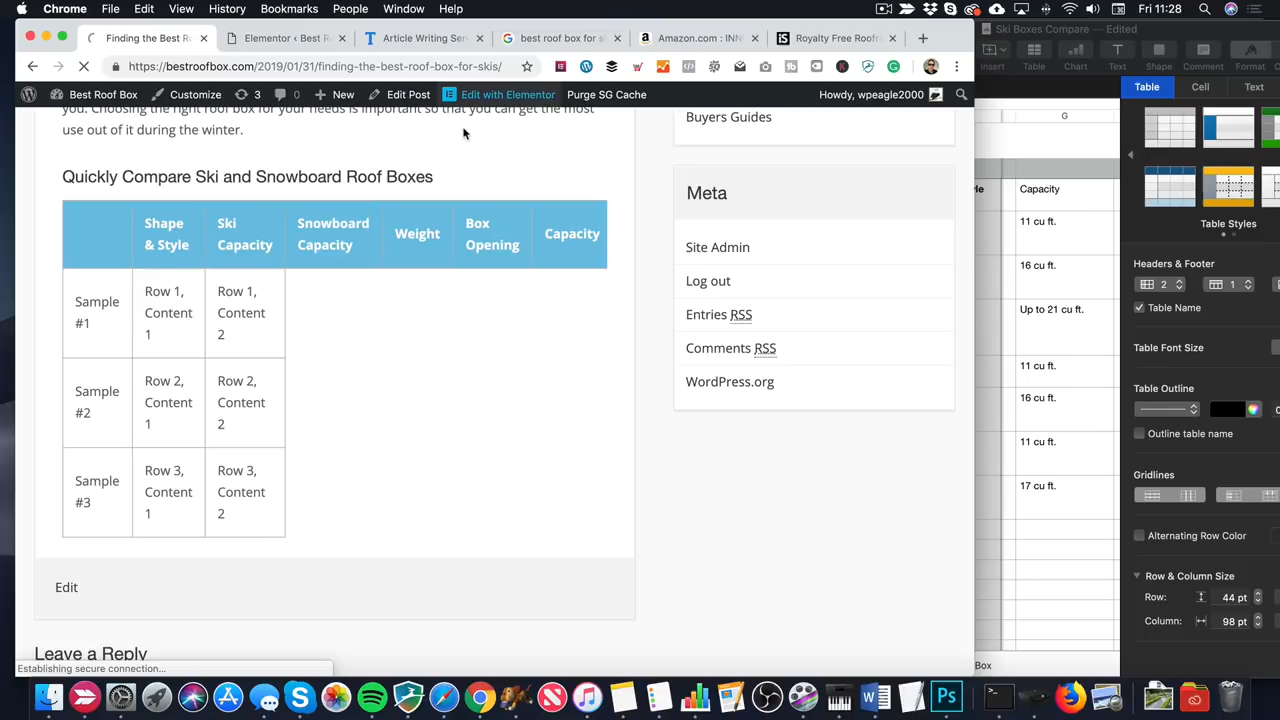 Chrome File Edit View History Bookmarks People Window Help
Fri 11:28
Finding the Best R
Elementor ‹ Best R
Article Writing Ser
best roof box for s
Amazon.com : INN
iS Royalty Free Roofr
Ski Boxes Compare — Edited
https://bestroofbox.com/2019/01/31/finding-the-best-roof-box-for-skis/
Insert Table Chart Text Shape Comment Format
Best Roof Box Customize 3 0 New Edit Post Edit with Elementor Purge SG Cache Howdy, wpeagle2000
Table Cell Text
you. Choosing the right roof box for your needs is important so that you can get the most
use out of it during the winter.
Quickly Compare Ski and Snowboard Roof Boxes
Shape
& Style
Ski
Capacity
Snowboard
Capacity
Weight
Box
Opening
Capacity
Sample
#1
Row 1,
Content
1
Row 1,
Content
2
Sample
#2
Row 2,
Content
1
Row 2,
Content
2
Sample
#3
Row 3,
Content
1
Row 3,
Content
2
Edit
Leave a Reply
Establishing secure connection...
Buyers Guides
Meta
Site Admin
Log out
Entries RSS
Comments RSS
WordPress.org
G
Capacity
11 cu ft.
16 cu ft.
Up to 21 cu ft.
11 cu ft.
16 cu ft.
11 cu ft.
17 cu ft.
Box
Table Styles
Headers & Footer
2 1
Table Name
Table Font Size
Table Outline
Outline table name
Gridlines
Alternating Row Color
Row & Column Size
Row: 44 pt
Column: 98 pt
Ps